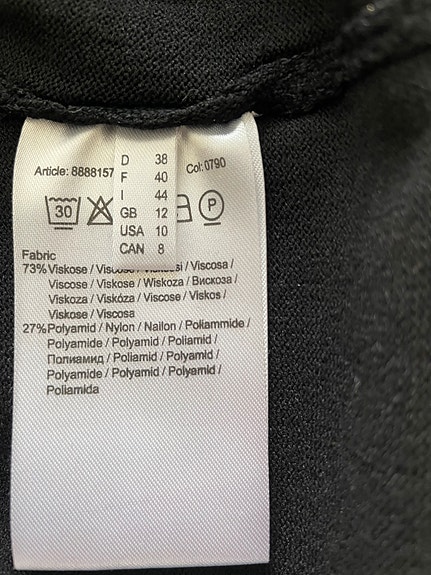 D 38
F 40
I 44
GB 12
USA 10
CAN 8
Article: 8888157
Col: 0790
30
P
Fabric
73% Viskose / / Viscosa /
Viscose / Viskose / Wiskoza / Вискоза /
Viskoza / Viskóza / Viscose / Viskos /
Viskose / Viscosa
27% Polyamid / Nylon / Nailon / Poliammide /
Polyamide / Polyamid / Poliamid /
Полиамид / Poliamid / Polyamid /
Polyamide / Polyamid / Polyamid /
Poliamida